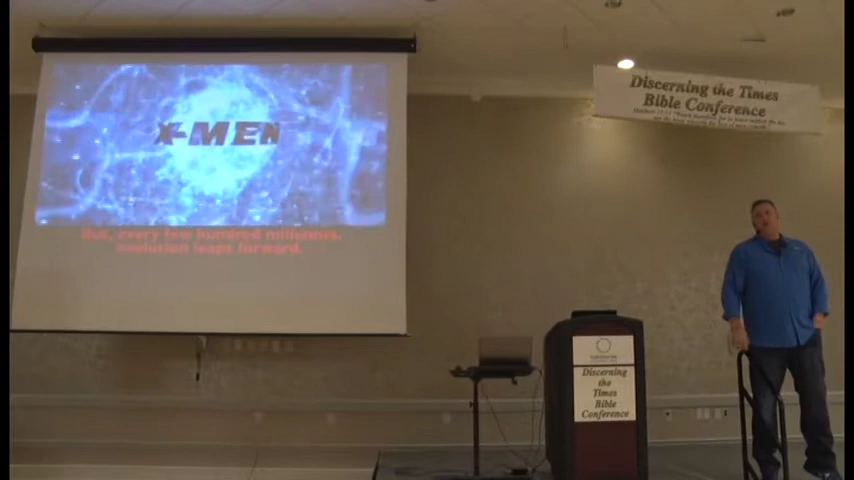 X-MEN
But, every few hundred millennia,
evolution leaps forward.
Discerning the Times
Bible Conference
Discerning
the
Times
Bible
Conference